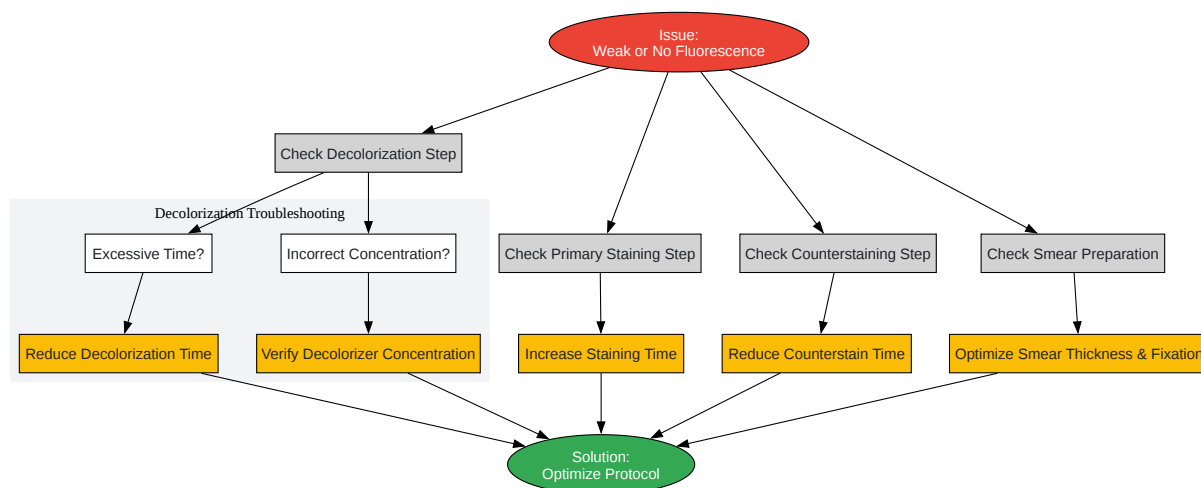 Issue:
Weak or No Fluorescence
Check Decolorization Step
Decolorization Troubleshooting
Excessive Time?
Incorrect Concentration?
Check Primary Staining Step
Check Counterstaining Step
Check Smear Preparation
Reduce Decolorization Time
Verify Decolorizer Concentration
Increase Staining Time
Reduce Counterstain Time
Optimize Smear Thickness & Fixation
Solution:
Optimize Protocol